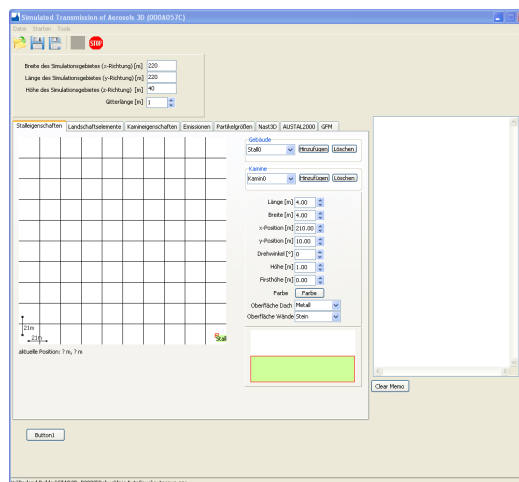 Simulated Transmission of Aerosols 3D (000A057C)
Datei Starten Tools
STOP
Breite des Simulationsgebietes (x-Richtung) [m] 220
Länge des Simulationsgebietes (y-Richtung) [m] 220
Höhe des Simulationsgebietes (z-Richtung) [m] 40
Gitterlänge [m] 1
Stalleigenschaften Landschaftselemente Kamineigenschaften Emissionen Partikelgrößen Nast3D AUSTAL2000 GFM
Gebäude
Stall0 Hinzufügen Löschen
Kamine
Kamin0 Hinzufügen Löschen
Länge [m] 4.00
Breite [m] 4.00
x-Position [m] 210.00
y-Position [m] 10.00
Drehwinkel [°] 0
Höhe [m] 1.00
Firsthöhe [m] 0.00
Farbe Farbe
Oberfläche Dach Metall
Oberfläche Wände Stein
21m
21m
Stall
aktuelle Position: ? m, ? m
Clear Memo
Button1